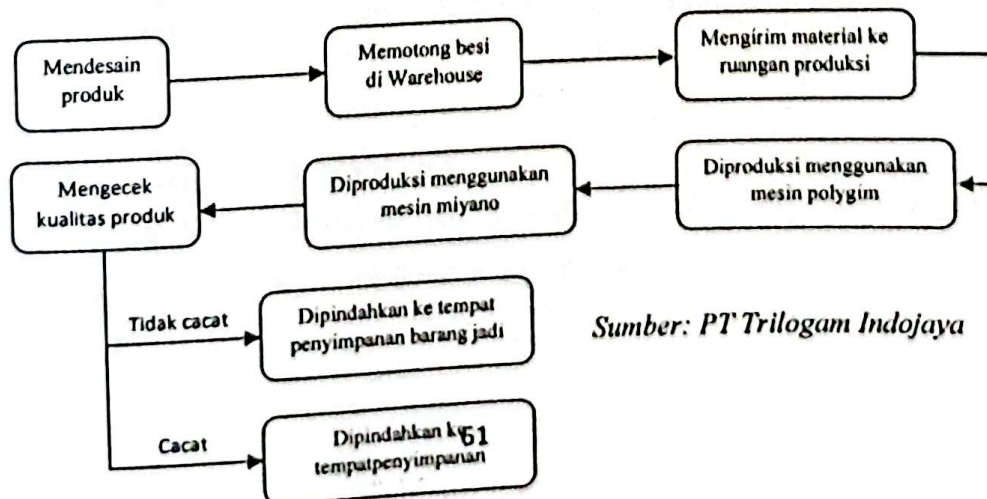 Mendesain
produk
Memotong besi
di Warehouse
Mengirim material ke
ruangan produksi
Diproduksi menggunakan
mesin polygim
Diproduksi menggunakan
mesin miyano
Mengecek
kualitas produk
Tidak cacat
Dipindahkan ke tempat
penyimpanan barang jadi
Sumber: PT Trilogam Indojaya
Cacat
Dipindahkan ke
61
tempatpenyimpanan